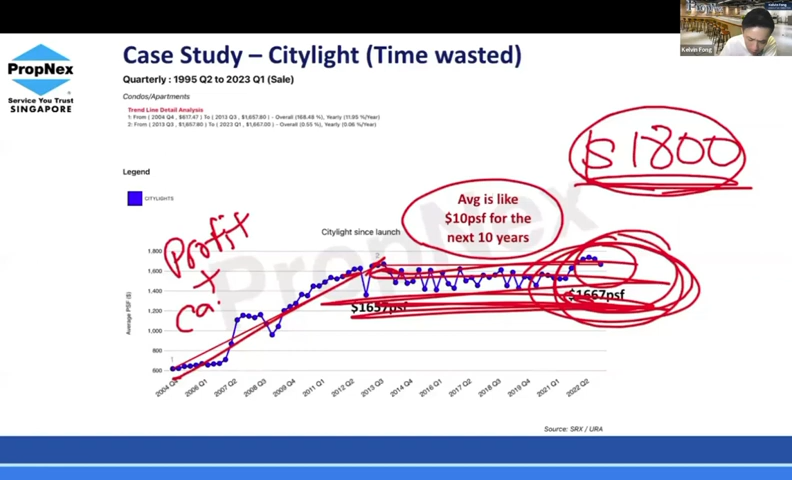 PropNex
Service You Trust
SINGAPORE
Case Study – Citylight (Time wasted)
Quarterly : 1995 Q2 to 2023 Q1 (Sale)
Condos/Apartments
Trend Line Detail Analysis
1: From ( 2004 Q4 , $617.47) To ( 2013 Q3 , $1,657.80) - Overall (168.48 %), Yearly (11.95 %/Year)
2: From ( 2013 Q3 , $1,657.80) To ( 2023 Q1 , $1,667.00) - Overall (0.55 %), Yearly (0.06 %/Year)
Legend
CITYLIGHTS
$1800
Avg is like
$10psf for the
next 10 years
Citylight since launch
Profit
+
Ca
Average PSF ($)
1,800
1,600
1,400
1,200
1,000
800
600
1
$1657psf
$1667psf
2004 Q4
2006 Q1
2007 Q2
2008 Q3
2009 Q4
2011 Q1
2012 Q2
2013 Q3
2014 Q4
2016 Q1
2017 Q2
2018 Q3
2019 Q4
2021 Q1
2022 Q2
Source: SRX / URA
Kelvin Fong
PropNex